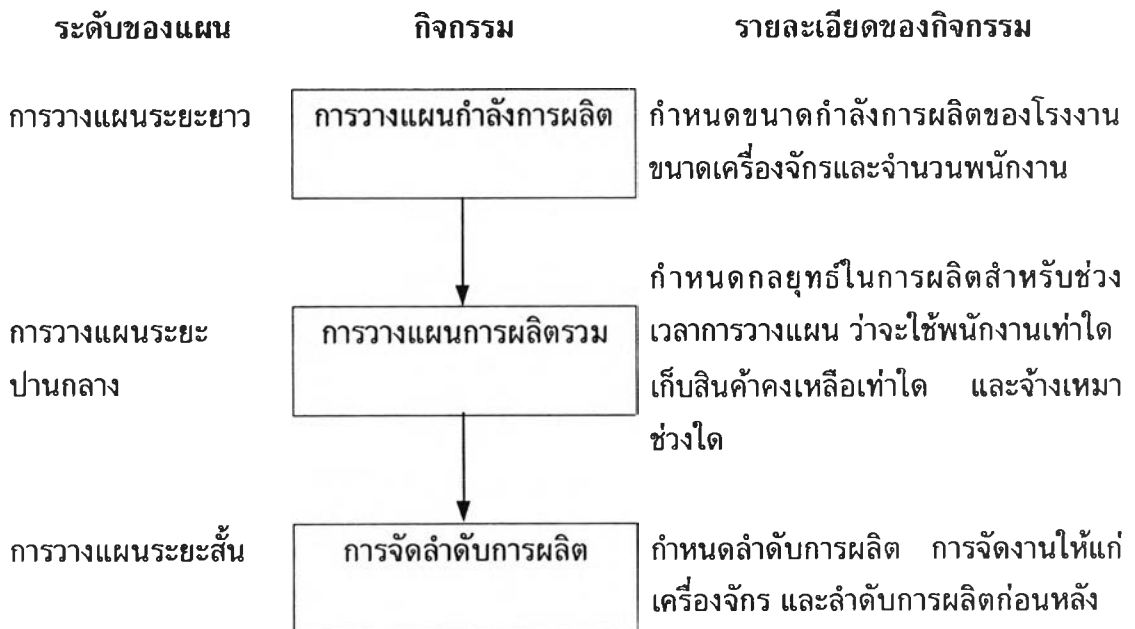 ระดับของแผน กิจกรรม รายละเอียดของกิจกรรม
การวางแผนระยะยาว การวางแผนกำลังการผลิต กำหนดขนาดกำลังการผลิตของโรงงาน
ขนาดเครื่องจักรและจำนวนพนักงาน
กำหนดกลยุทธ์ในการผลิตสำหรับช่วง
การวางแผนระยะ การวางแผนการผลิตรวม เวลาการวางแผน ว่าจะใช้พนักงานเท่าใด
ปานกลาง เก็บสินค้าคงเหลือเท่าใด และจ้างเหมา
ช่วงใด
การวางแผนระยะสั้น การจัดลำดับการผลิต กำหนดลำดับการผลิต การจัดงานให้แก่
เครื่องจักร และลำดับการผลิตก่อนหลัง